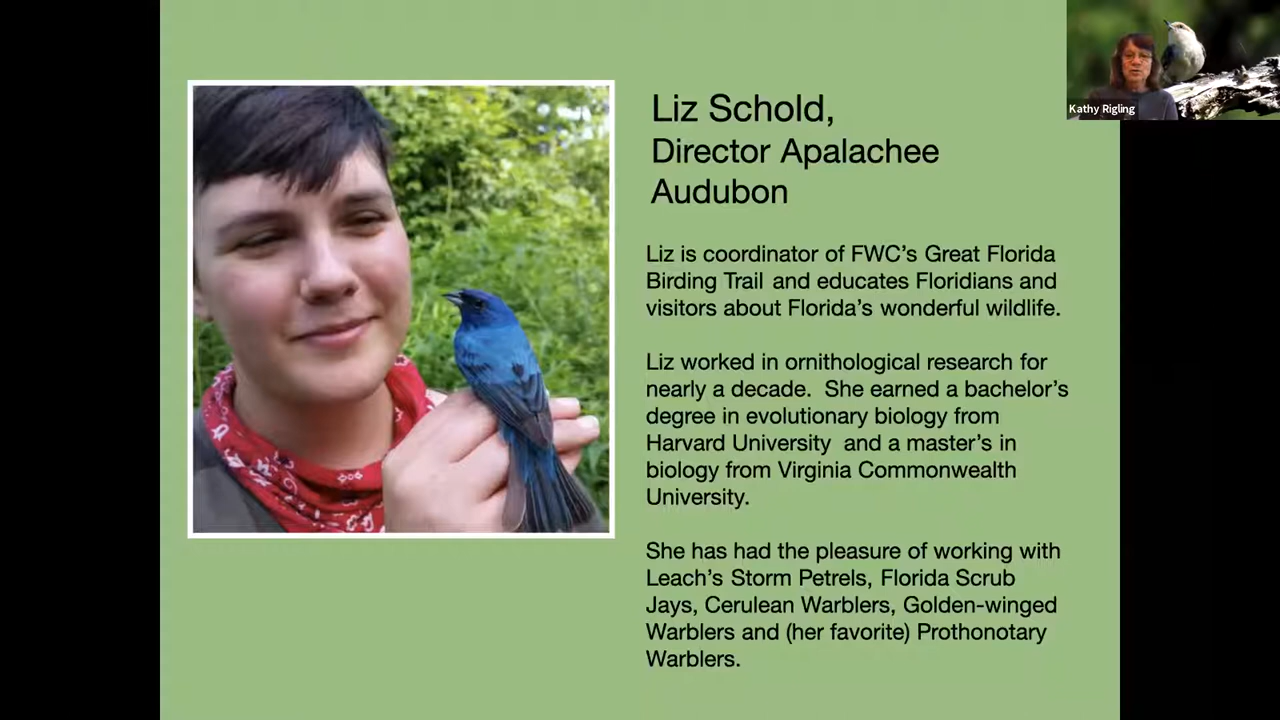 Kathy Rigling
Liz Schold,
Director Apalachee
Audubon
Liz is coordinator of FWC's Great Florida
Birding Trail and educates Floridians and
visitors about Florida's wonderful wildlife.
Liz worked in ornithological research for
nearly a decade. She earned a bachelor's
degree in evolutionary biology from
Harvard University and a master's in
biology from Virginia Commonwealth
University.
She has had the pleasure of working with
Leach's Storm Petrels, Florida Scrub
Jays, Cerulean Warblers, Golden-winged
Warblers and (her favorite) Prothonotary
Warblers.